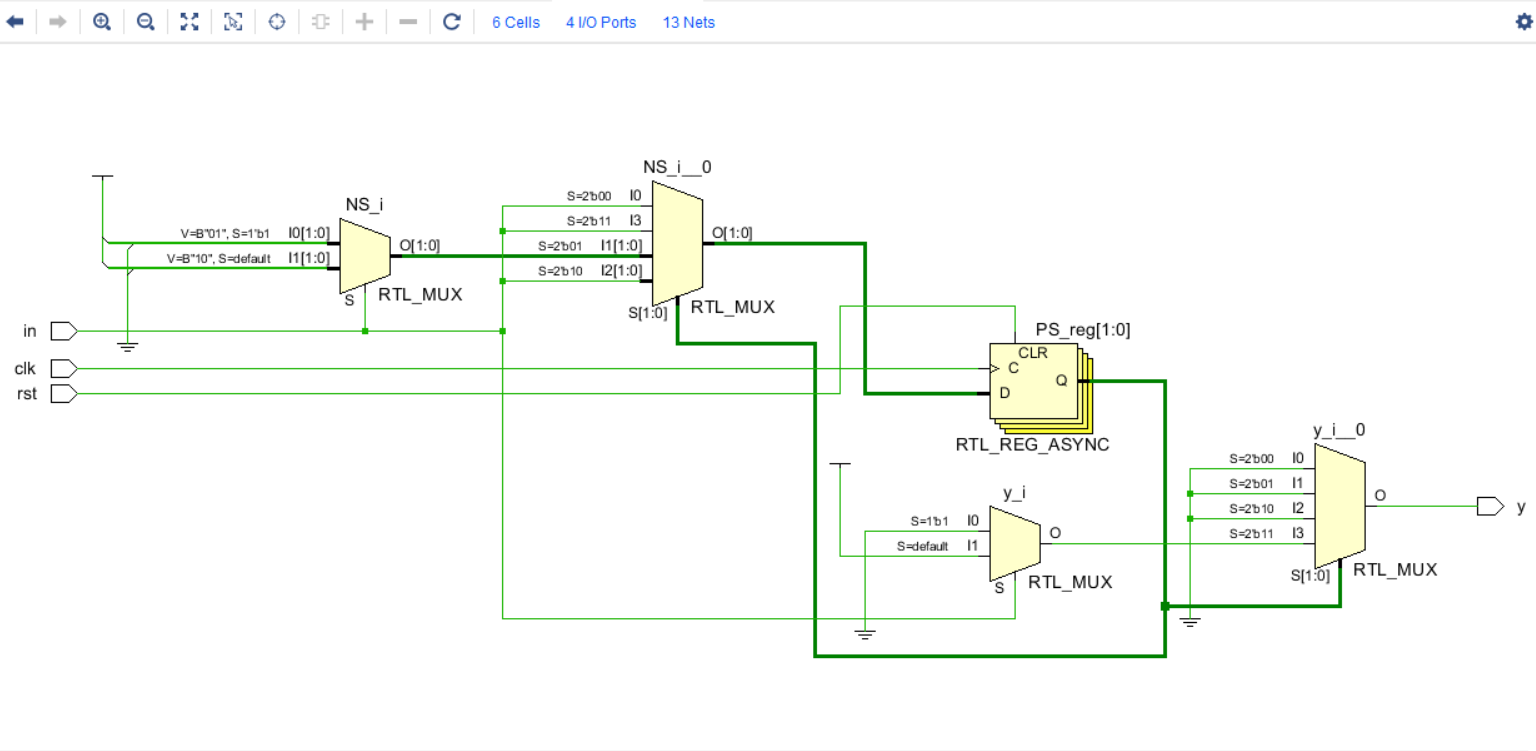 6 Cells 4 I/O Ports 13 Nets
NS_i__0
S=2'b00 I0
S=2'b11 I3
S=2'b01 I1[1:0]
S=2'b10 I2[1:0]
S[1:0]
O[1:0]
RTL_MUX
NS_i
V=B"01", S=1'b1 I0[1:0]
V=B"10", S=default I1[1:0]
S
O[1:0]
RTL_MUX
in
clk
rst
PS_reg[1:0]
CLR
C
Q
D
RTL_REG_ASYNC
y_i
S=1'b1 I0
S=default I1
S
O
RTL_MUX
y_i__0
S=2'b00 I0
S=2'b01 I1
S=2'b10 I2
S=2'b11 I3
S[1:0]
O
RTL_MUX
y